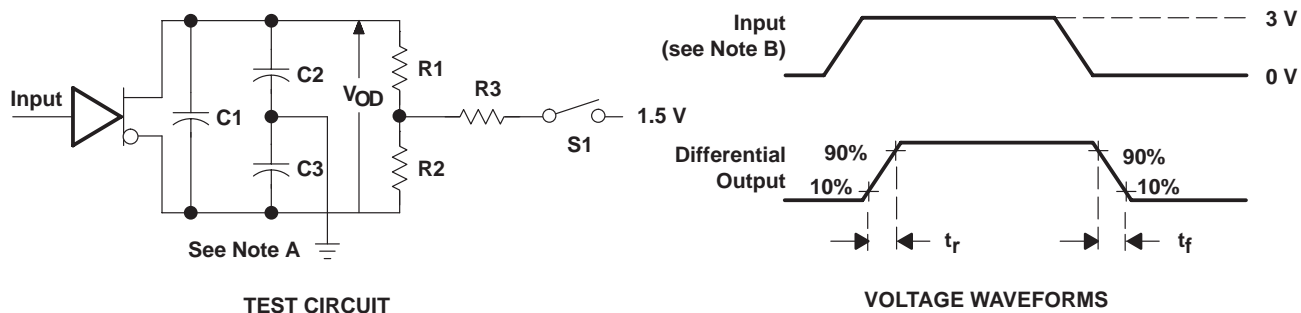 Input
C1
C2
C3
See Note A
VOD
R1
R2
R3
S1
1.5 V
TEST CIRCUIT
Input
(see Note B)
3 V
0 V
Differential
Output
90%
10%
90%
10%
tr
tf
VOLTAGE WAVEFORMS